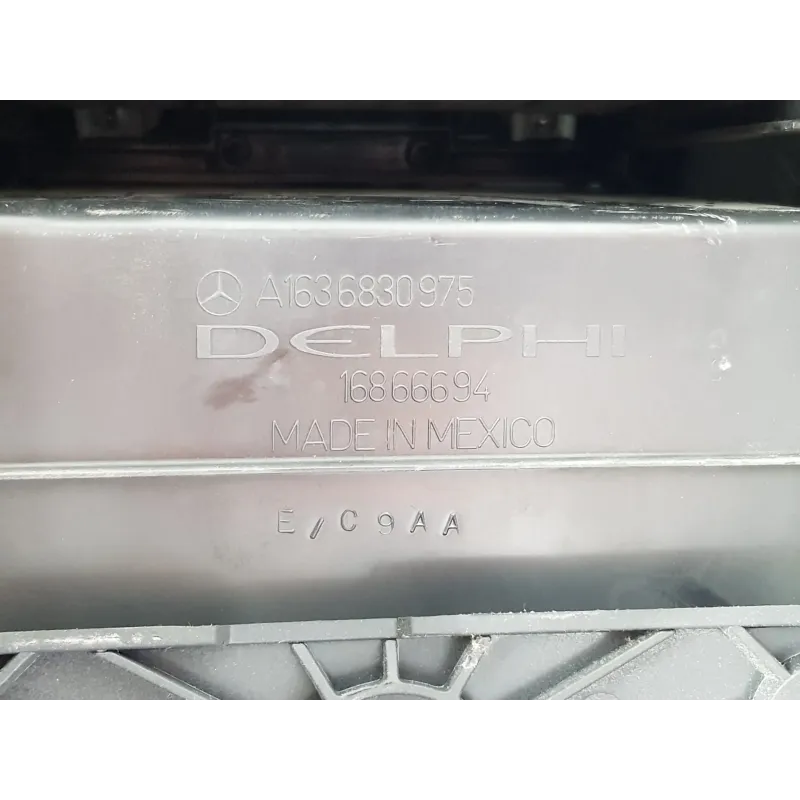 A1636830975
DELPHI
16866694
MADE IN MEXICO
E/C9AA